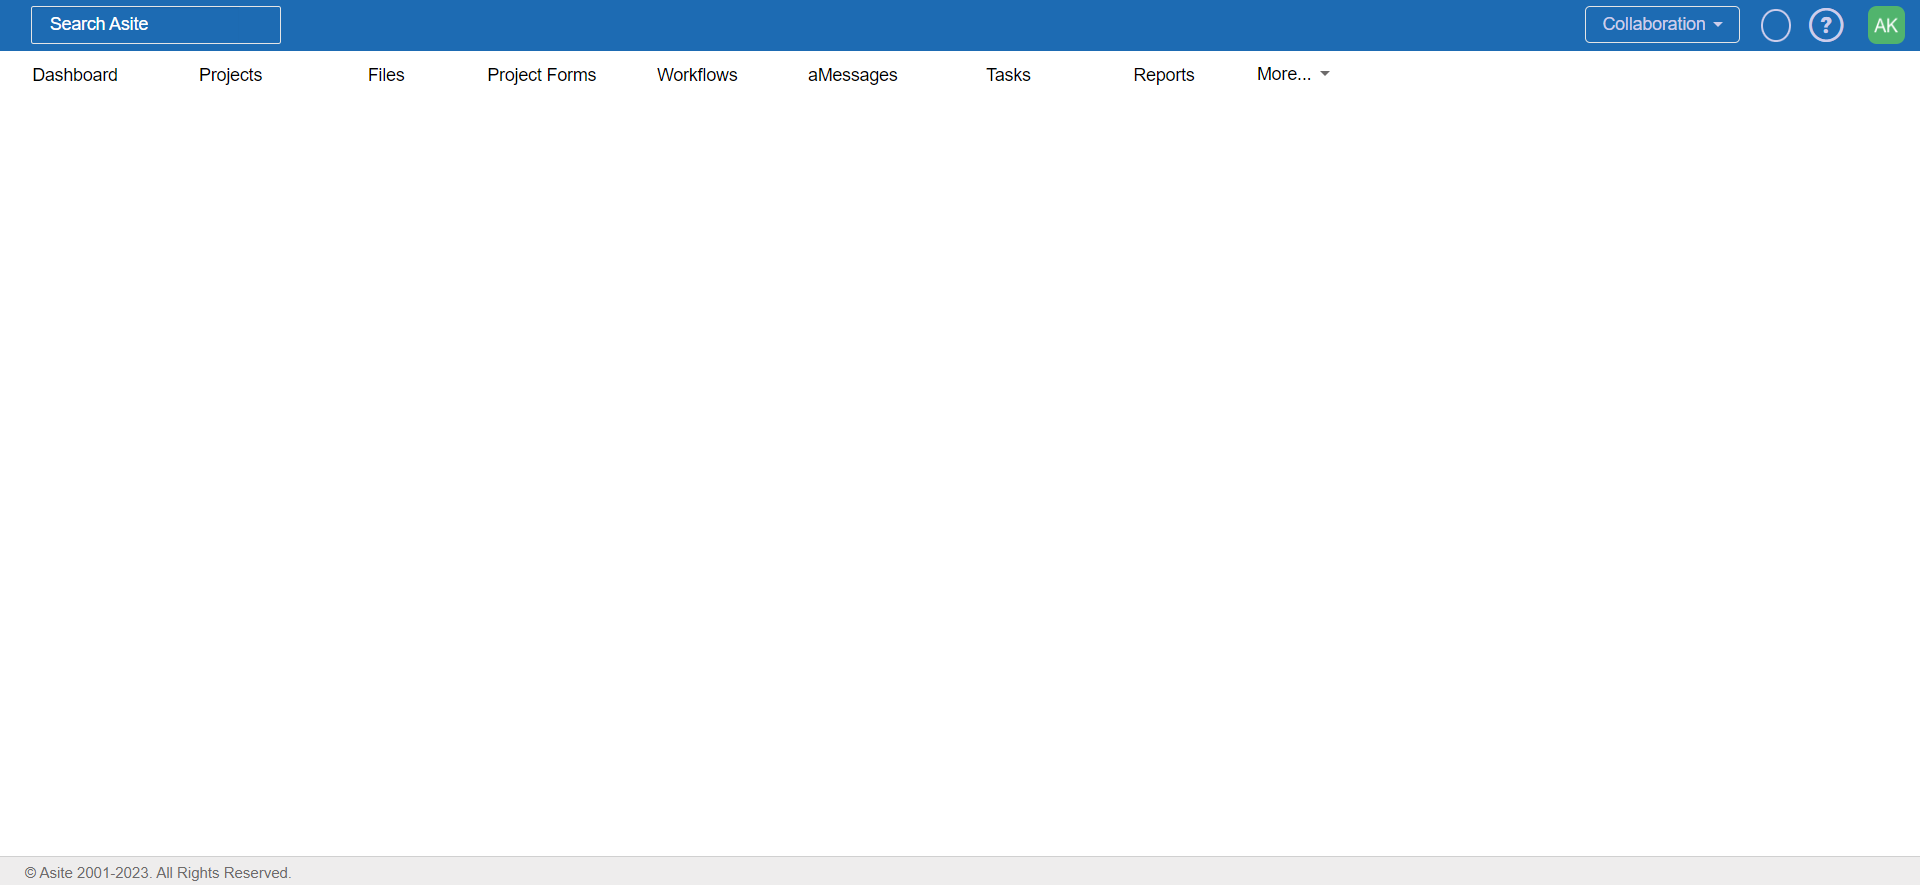 Search Asite
Collaboration
?
AK
Dashboard
Projects
Files
Project Forms
Workflows
aMessages
Tasks
Reports
More...
© Asite 2001-2023. All Rights Reserved.